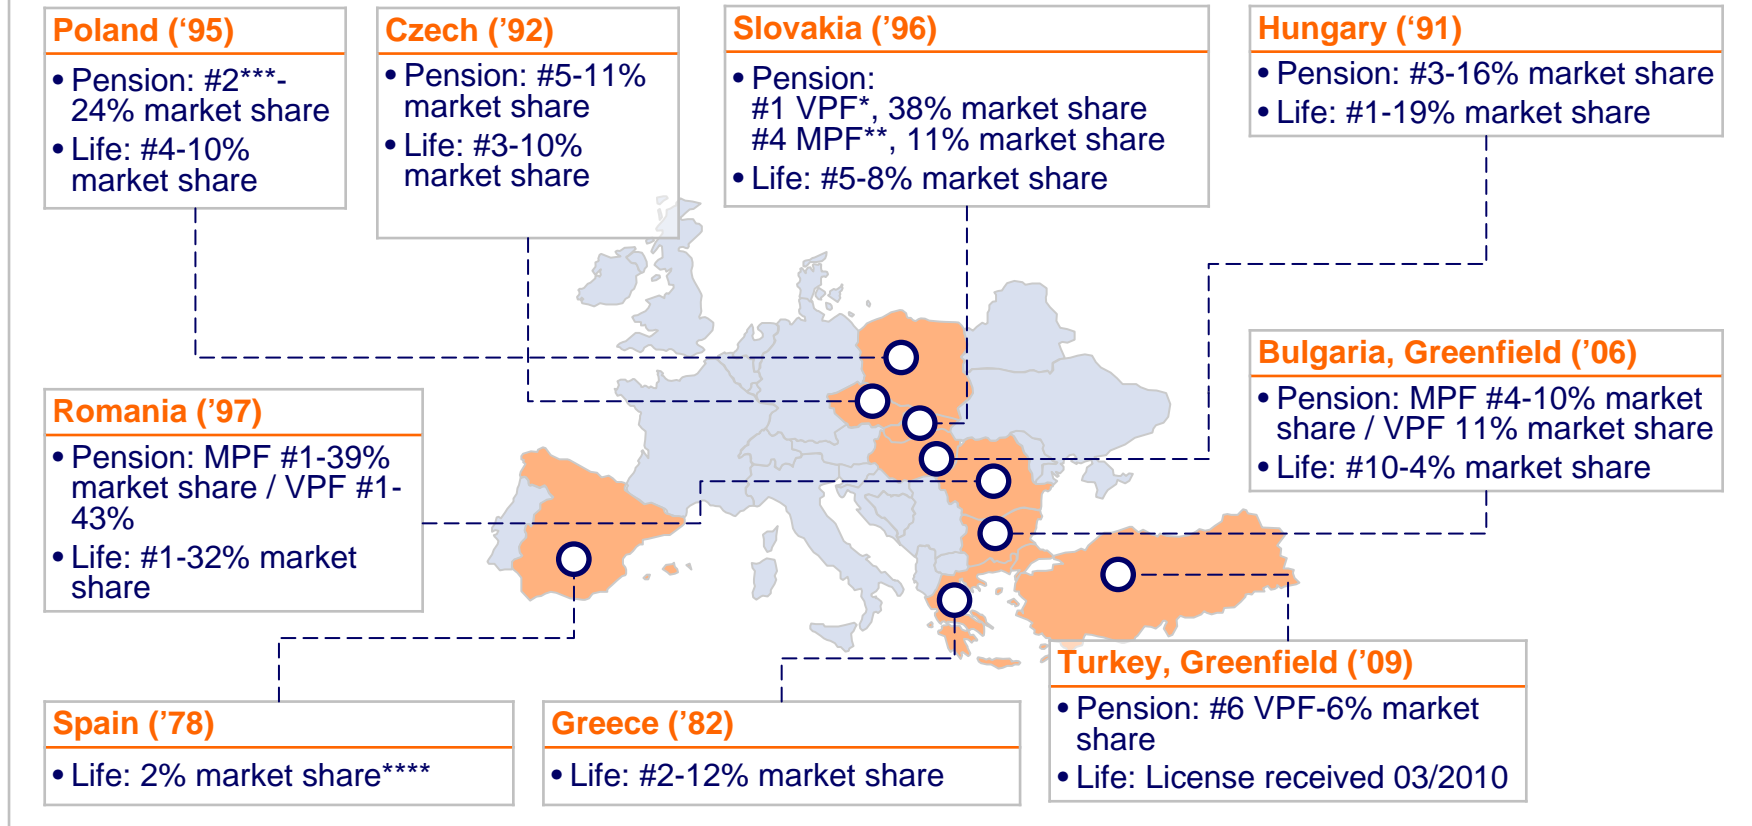 Poland (‘95)
• Pension: #2***-
24% market share
• Life: #4-10%
market share
Czech (’92)
• Pension: #5-11%
market share
• Life: #3-10%
market share
Slovakia (’96)
• Pension:
#1 VPF*, 38% market share
#4 MPF**, 11% market share
• Life: #5-8% market share
Hungary (‘91)
• Pension: #3-16% market share
• Life: #1-19% market share
Bulgaria, Greenfield (’06)
• Pension: MPF #4-10% market
share / VPF 11% market share
• Life: #10-4% market share
Romania (’97)
• Pension: MPF #1-39%
market share / VPF #1-
43%
• Life: #1-32% market
share
Spain (’78)
• Life: 2% market share****
Greece (’82)
• Life: #2-12% market share
Turkey, Greenfield (’09)
• Pension: #6 VPF-6% market
share
• Life: License received 03/2010